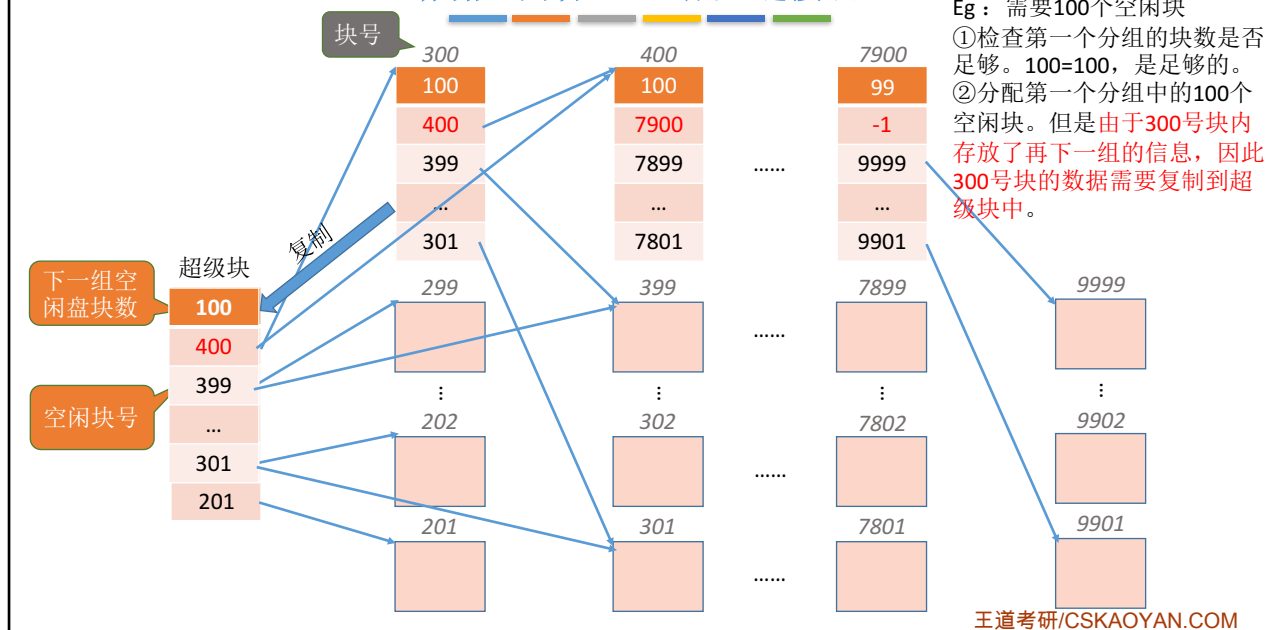 Eg： 需要100个空闲块
①检查第一个分组的块数是否
足够。100=100，是足够的。
②分配第一个分组中的100个
空闲块。但是由于300号块内
存放了再下一组的信息，因此
300号块的数据需要复制到超
级块中。
块号
300
400
7900
100
100
99
400
7900
-1
399
7899
……
9999
…
…
…
301
7801
9901
复制
超级块
下一组空
闲盘块数
100
400
399
空闲块号
…
301
201
299
399
7899
9999
……
⋮
⋮
⋮
⋮
202
302
7802
9902
……
201
301
7801
9901
……
王道考研/CSKAOYAN.COM